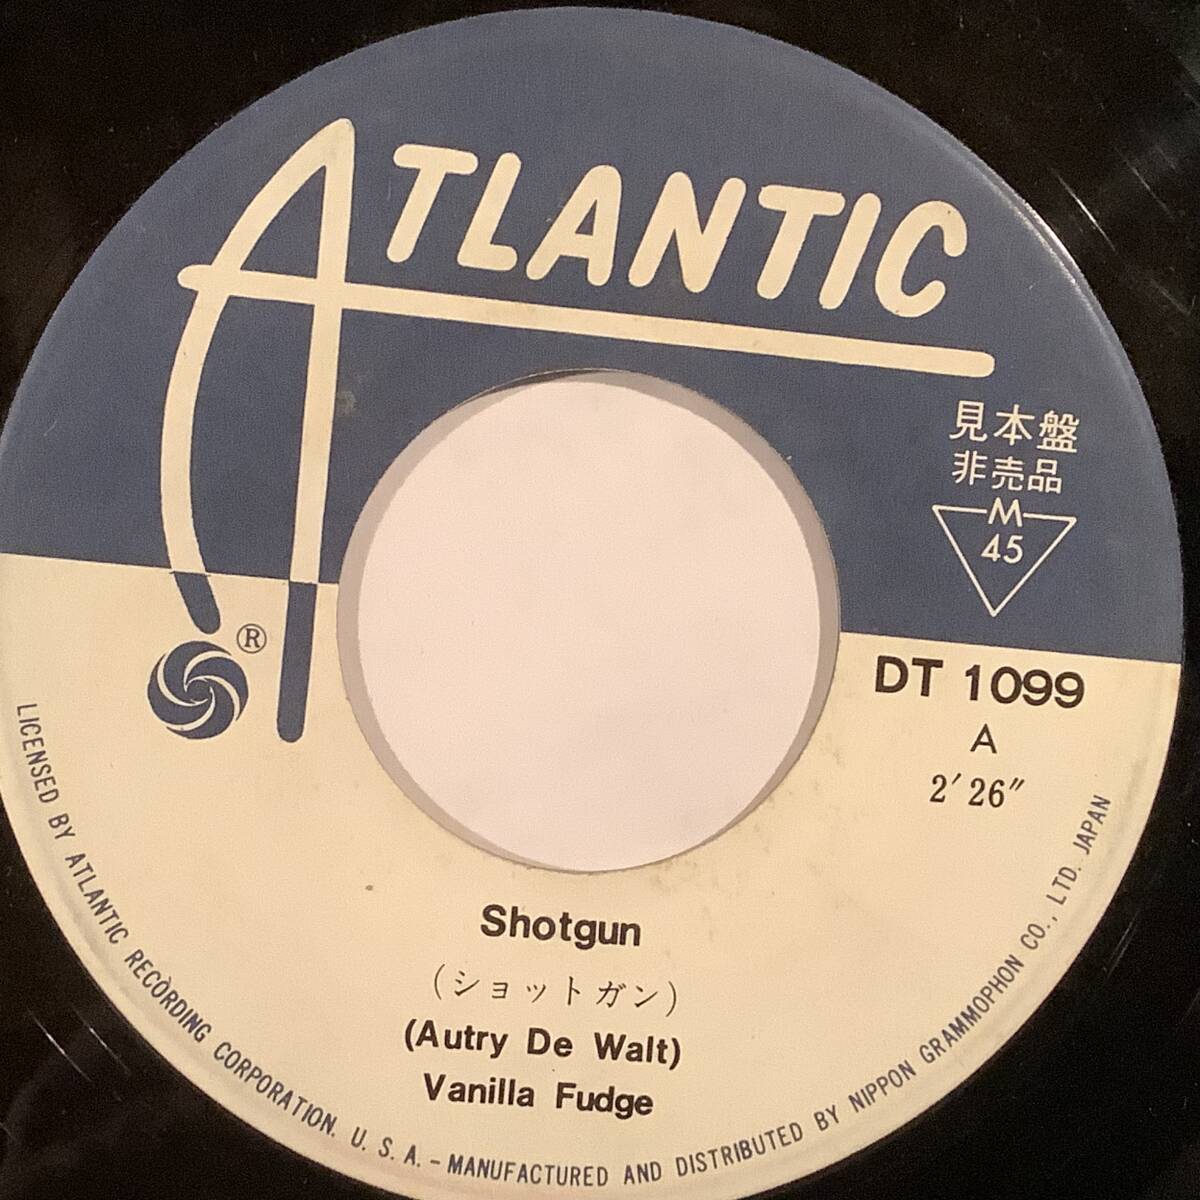 ATLANTIC
®
見本盤
非売品
M
45
DT 1099
A
2'26"
Shotgun
(ショットガン)
(Autry De Walt)
Vanilla Fudge
LICENSED BY ATLANTIC RECORDING CORPORATION. U. S. A. - MANUFACTURED AND DISTRIBUTED BY NIPPON GRAMMOPHON CO., LTD. JAPAN